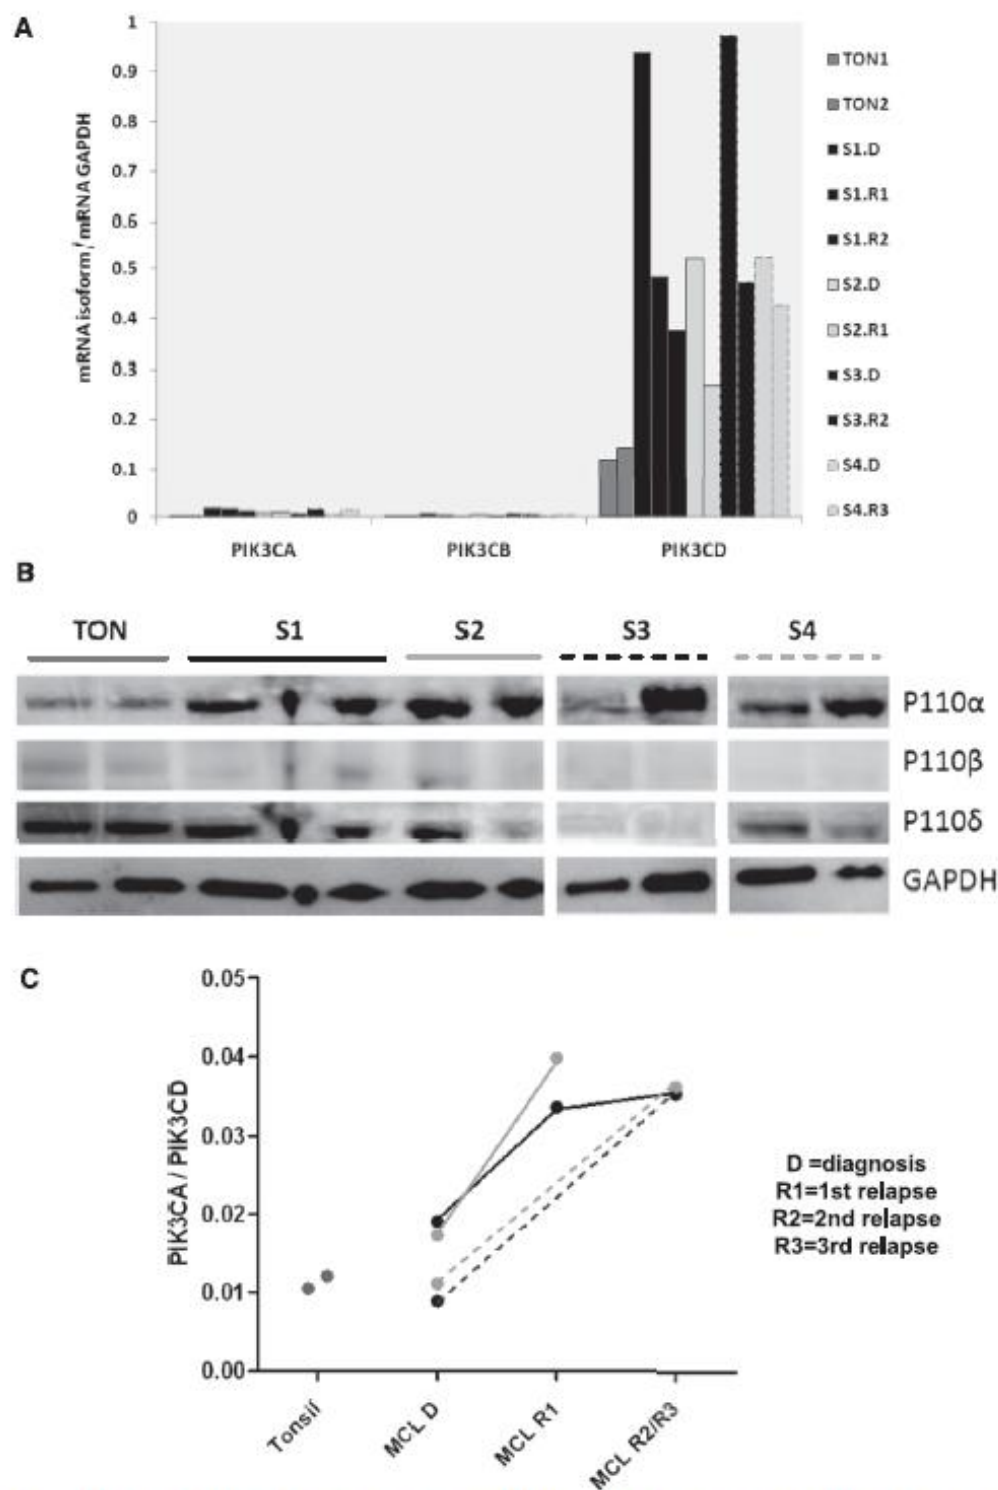 A
mRNA isoform / mRNA GAPDH
1
0.9
0.8
0.7
0.6
0.5
0.4
0.3
0.2
0.1
0
PIK3CA
PIK3CB
PIK3CD
TON1
TON2
S1.D
S1.R1
S1.R2
S2.D
S2.R1
S3.D
S3.R2
S4.D
S4.R3
B
TON
S1
S2
S3
S4
P110α
P110β
P110δ
GAPDH
C
PIK3CA / PIK3CD
0.05
0.04
0.03
0.02
0.01
0.00
Tonsil
MCL D
MCL R1
MCL R2/R3
D =diagnosis
R1=1st relapse
R2=2nd relapse
R3=3rd relapse